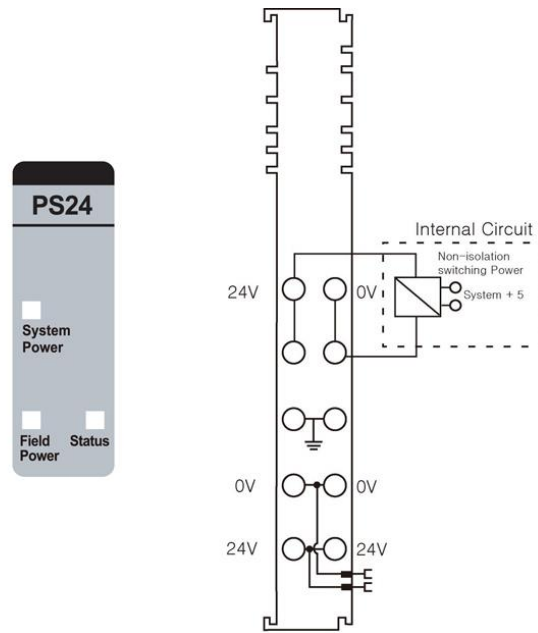 PS24
System
Power
Field
Power
Status
Internal Circuit
Non-isolation
switching Power
System + 5
24V
0V
0V
0V
24V
24V